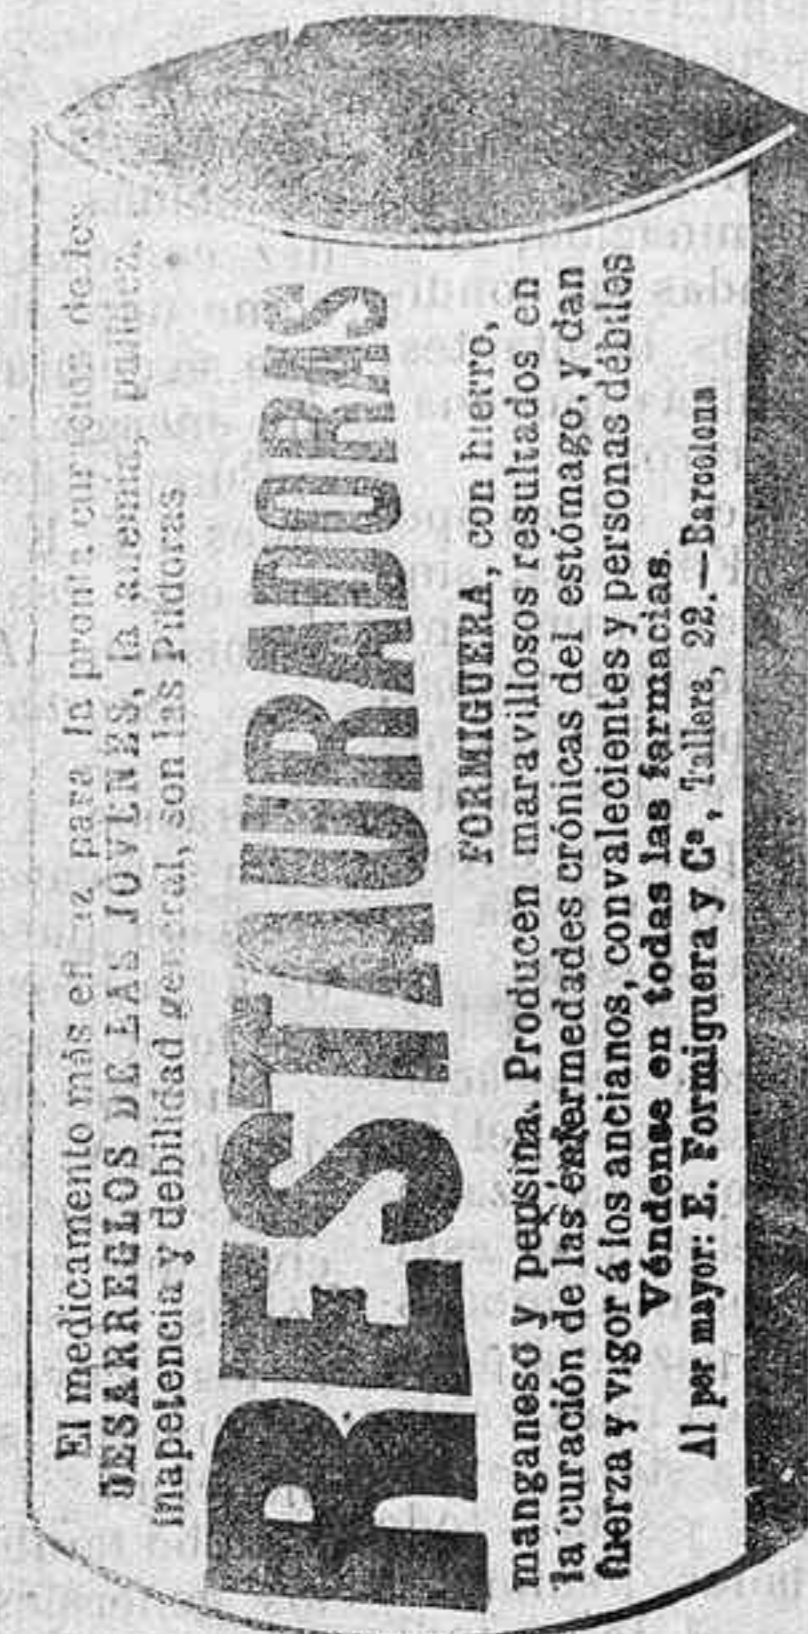 El medicamento más eficaz para la pronta curación de los
DESARREGLOS DE LAS JOVENES, la anemia, palidez,
inapetencia y debilidad general, son las Píldoras
RESTAURADORAS
FORMIGUERA, con hierro,
manganeso y pepsina. Producen maravillosos resultados en
la curación de las enfermedades crónicas del estómago, y dan
fuerza y vigor á los ancianos, convalecientes y personas débiles
Véndense en todas las farmacias.
Al por mayor: E. Formiguera y Cª, Tallers, 22.—Barcelona